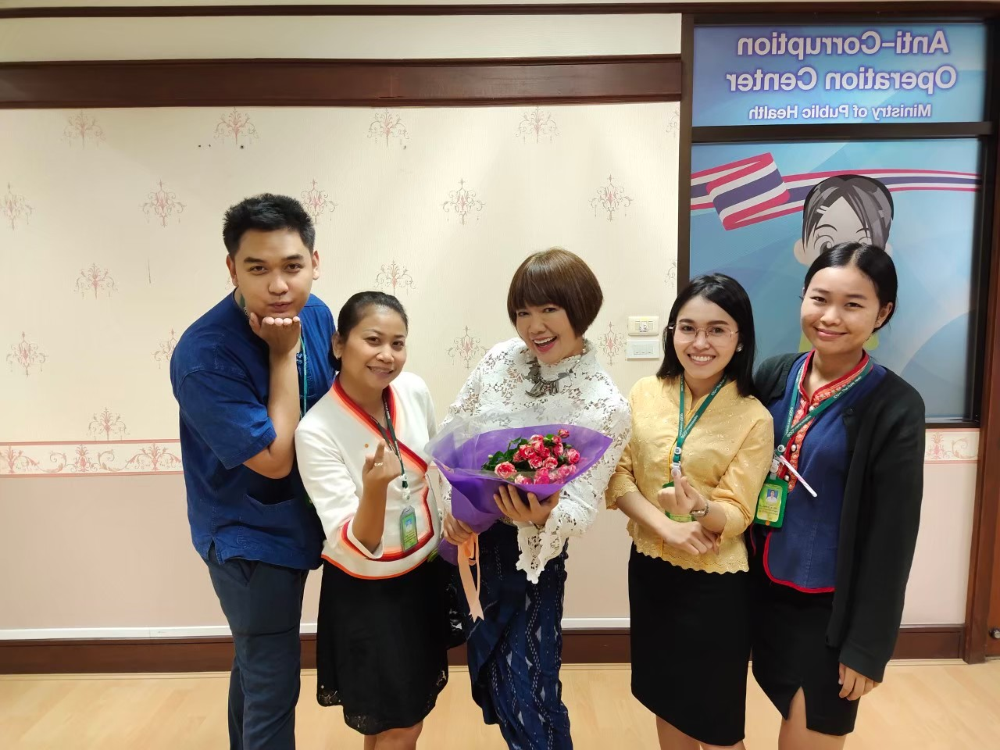 Anti-Corruption
Operation Center
Ministry of Public Health